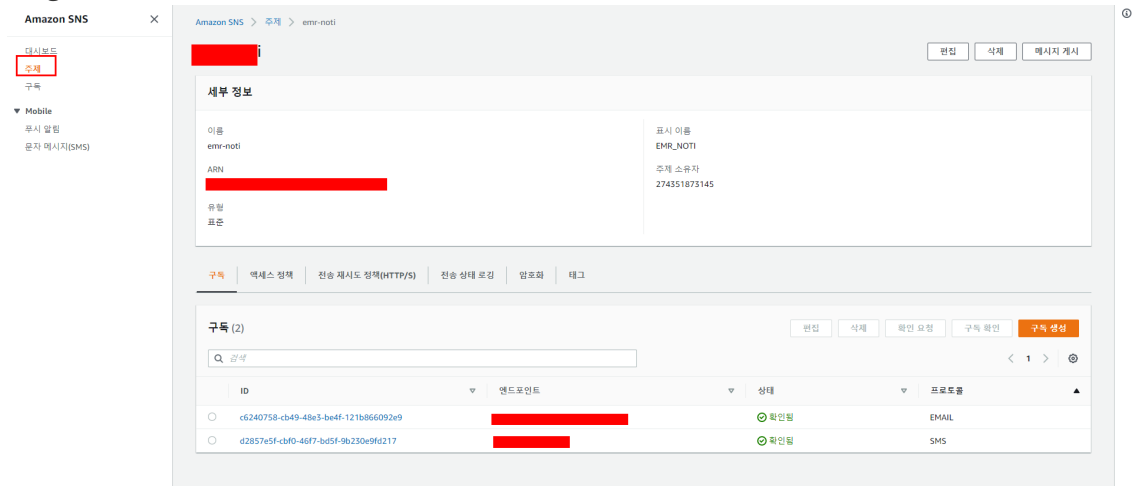 Amazon SNS
대시보드
주제
구독
Mobile
푸시 알림
문자 메시지(SMS)
Amazon SNS > 주제 > emr-noti
i
편집 삭제 메시지 게시
세부 정보
이름
emr-noti
ARN
유형
표준
표시 이름
EMR_NOTI
주제 소유자
274351873145
구독 액세스 정책 전송 재시도 정책(HTTP/S) 전송 상태 로깅 암호화 태그
구독 (2)
편집 삭제 확인 요청 구독 확인 구독 생성
검색
< 1 >
ID 엔드포인트 상태 프로토콜
c6240758-cb49-48e3-be4f-121b866092e9 확인됨 EMAIL
d2857e5f-cbf0-46f7-bd5f-9b230e9fd217 확인됨 SMS